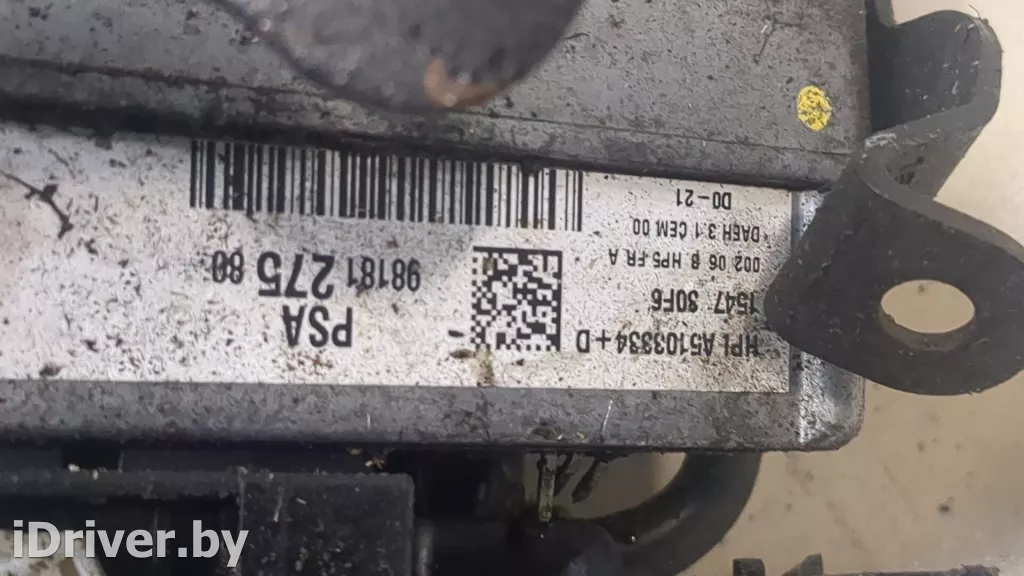 HPI A5103334+D
1547 80F6
002 06 B HP5 FR A
DAEH 3.1 CEM 00
D0-21
PSA
98181 275 80
iDriver.by